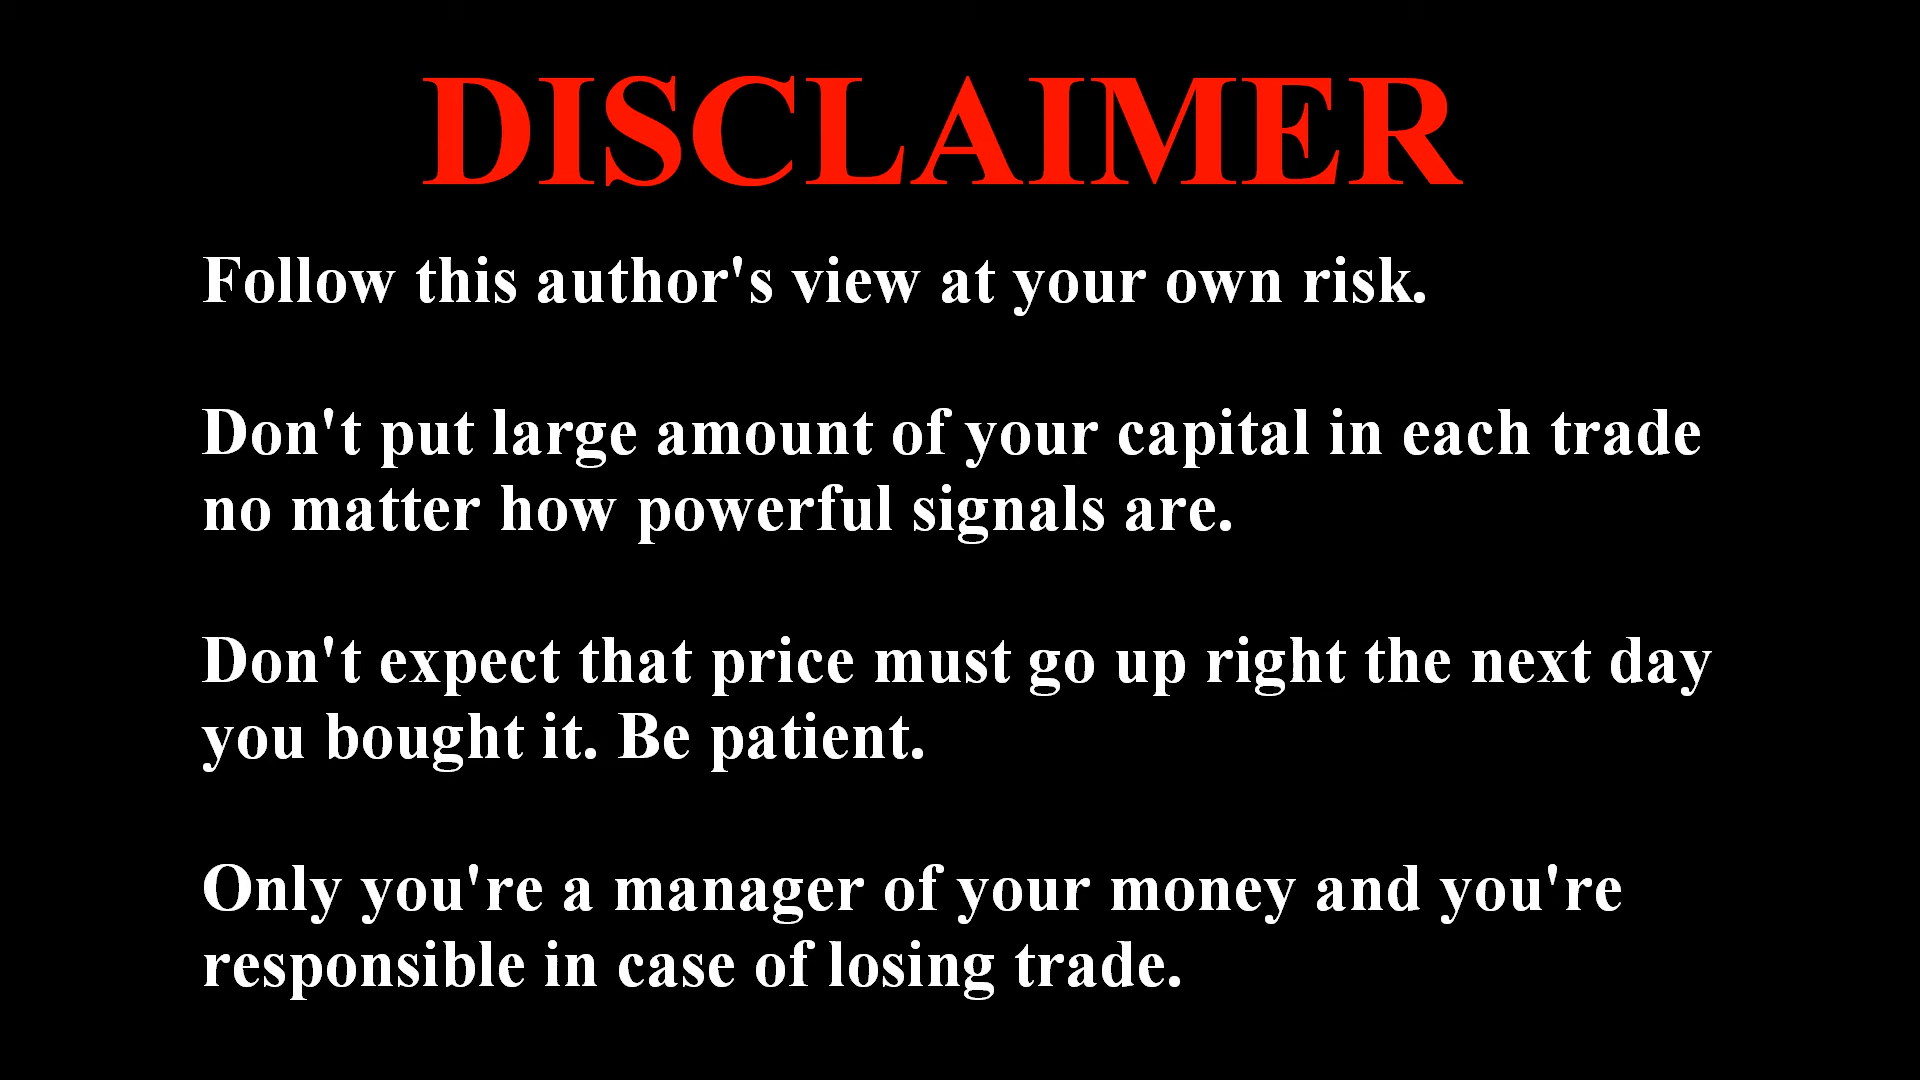 DISCLAIMER
Follow this author's view at your own risk.
Don't put large amount of your capital in each trade
no matter how powerful signals are.
Don't expect that price must go up right the next day
you bought it. Be patient.
Only you're a manager of your money and you're
responsible in case of losing trade.